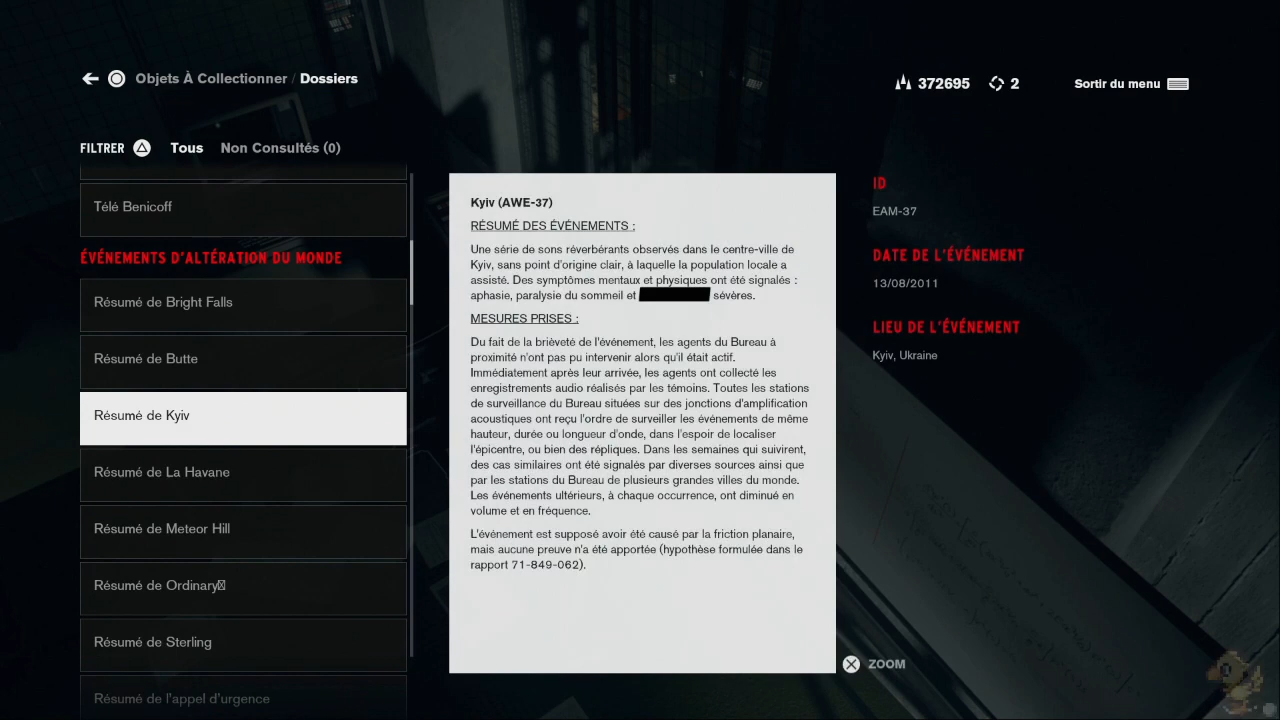 Objets À Collectionner / Dossiers
372695
2
Sortir du menu
FILTRER
Tous
Non Consultés (0)
Télé Benicoff
ÉVÉNEMENTS D'ALTÉRATION DU MONDE
Résumé de Bright Falls
Résumé de Butte
Résumé de Kyiv
Résumé de La Havane
Résumé de Meteor Hill
Résumé de Ordinary
Résumé de Sterling
Résumé de l'appel d'urgence
Kyiv (AWE-37)
RÉSUMÉ DES ÉVÉNEMENTS :
Une série de sons réverbérants observés dans le centre-ville de
Kyiv, sans point d'origine clair, à laquelle la population locale a
assisté. Des symptômes mentaux et physiques ont été signalés :
aphasie, paralysie du sommeil et sévères.
MESURES PRISES :
Du fait de la brièveté de l'événement, les agents du Bureau à
proximité n'ont pas pu intervenir alors qu'il était actif.
Immédiatement après leur arrivée, les agents ont collecté les
enregistrements audio réalisés par les témoins. Toutes les stations
de surveillance du Bureau situées sur des jonctions d'amplification
acoustiques ont reçu l'ordre de surveiller les événements de même
hauteur, durée ou longueur d'onde, dans l'espoir de localiser
l'épicentre, ou bien des répliques. Dans les semaines qui suivirent,
des cas similaires ont été signalés par diverses sources ainsi que
par les stations du Bureau de plusieurs grandes villes du monde.
Les événements ultérieurs, à chaque occurrence, ont diminué en
volume et en fréquence.
L'événement est supposé avoir été causé par la friction planaire,
mais aucune preuve n'a été apportée (hypothèse formulée dans le
rapport 71-849-062).
ZOOM
ID
EAM-37
DATE DE L'ÉVÉNEMENT
13/08/2011
LIEU DE L'ÉVÉNEMENT
Kyiv, Ukraine